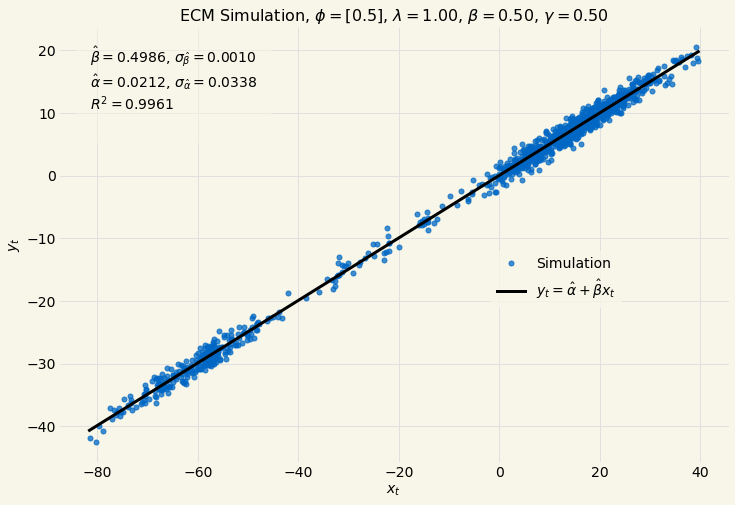 ECM Simulation, ϕ = [0.5], λ = 1.00, β = 0.50, γ = 0.50
β̂ = 0.4986, σ_β̂ = 0.0010
α̂ = 0.0212, σ_α̂ = 0.0338
R² = 0.9961
20
10
0
−10
−20
−30
−40
y_t
Simulation
y_t = α̂ + β̂x_t
−80 −60 −40 −20 0 20 40
x_t